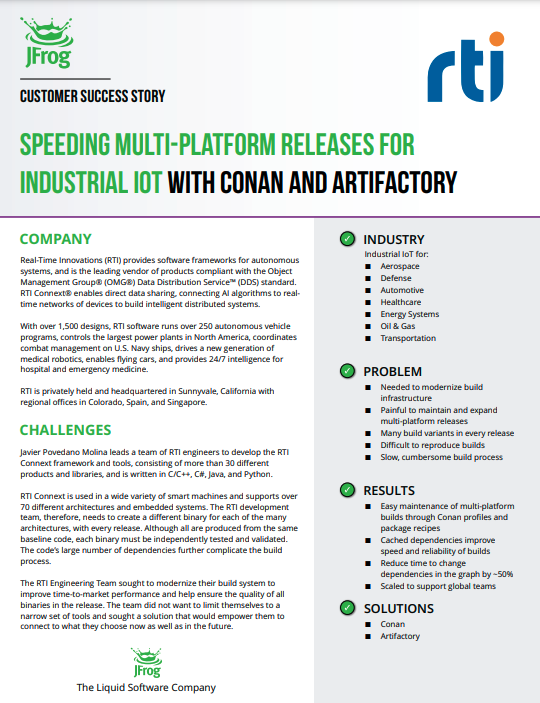 JFrog
rti
CUSTOMER SUCCESS STORY
SPEEDING MULTI-PLATFORM RELEASES FOR
INDUSTRIAL IOT WITH CONAN AND ARTIFACTORY
COMPANY
Real-Time Innovations (RTI) provides software frameworks for autonomous
systems, and is the leading vendor of products compliant with the Object
Management Group® (OMG®) Data Distribution Service™ (DDS) standard.
RTI Connext® enables direct data sharing, connecting AI algorithms to real-
time networks of devices to build intelligent distributed systems.
With over 1,500 designs, RTI software runs over 250 autonomous vehicle
programs, controls the largest power plants in North America, coordinates
combat management on U.S. Navy ships, drives a new generation of
medical robotics, enables flying cars, and provides 24/7 intelligence for
hospital and emergency medicine.
RTI is privately held and headquartered in Sunnyvale, California with
regional offices in Colorado, Spain, and Singapore.
CHALLENGES
Javier Povedano Molina leads a team of RTI engineers to develop the RTI
Connext framework and tools, consisting of more than 30 different
products and libraries, and is written in C/C++, C#, Java, and Python.
RTI Connext is used in a wide variety of smart machines and supports over
70 different architectures and embedded systems. The RTI development
team, therefore, needs to create a different binary for each of the many
architectures, with every release. Although all are produced from the same
baseline code, each binary must be independently tested and validated.
The code's large number of dependencies further complicate the build
process.
The RTI Engineering Team sought to modernize their build system to
improve time-to-market performance and help ensure the quality of all
binaries in the release. The team did not want to limit themselves to a
narrow set of tools and sought a solution that would empower them to
connect to what they choose now as well as in the future.
INDUSTRY
Industrial IoT for:
■ Aerospace
■ Defense
■ Automotive
■ Healthcare
■ Energy Systems
■ Oil & Gas
■ Transportation
PROBLEM
■ Needed to modernize build
infrastructure
■ Painful to maintain and expand
multi-platform releases
■ Many build variants in every release
■ Difficult to reproduce builds
■ Slow, cumbersome build process
RESULTS
■ Easy maintenance of multi-platform
builds through Conan profiles and
package recipes
■ Cached dependencies improve
speed and reliability of builds
■ Reduce time to change
dependencies in the graph by ~50%
■ Scaled to support global teams
SOLUTIONS
■ Conan
■ Artifactory
JFrog
The Liquid Software Company